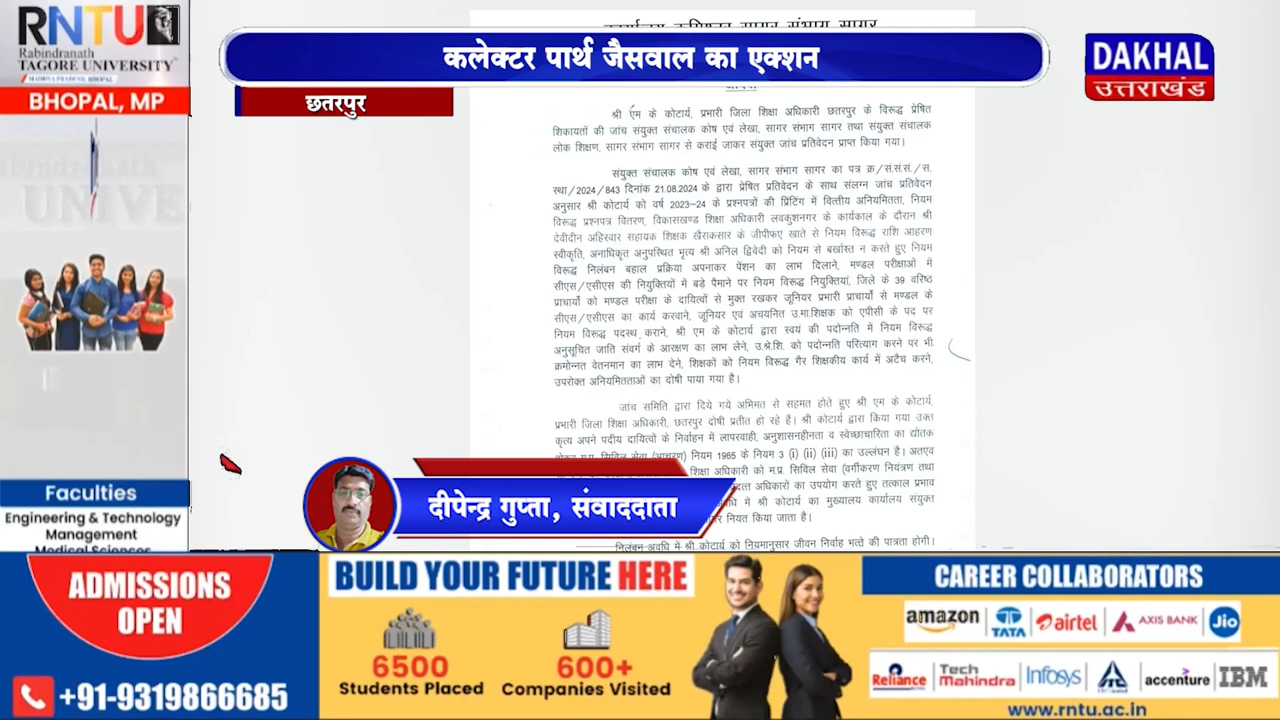 RNTU
Rabindranath
TAGORE UNIVERSITY
MADHYA PRADESH, BHOPAL
BHOPAL, MP
कलेक्टर पार्थ जैसवाल का एक्शन
छतरपुर
DAKHAL
उत्तराखंड
श्री एम के कोटार्य, प्रभारी जिला शिक्षा अधिकारी छतरपुर के विरूद्ध प्रेषित
शिकायतों की जांच संयुक्त संचालक कोष एवं लेखा, सागर संभाग सागर तथा संयुक्त संचालक
लोक शिक्षण, सागर संभाग सागर से कराई जाकर संयुक्त जांच प्रतिवेदन प्राप्त किया गया।
संयुक्त संचालक कोष एवं लेखा, सागर संभाग सागर का पत्र क्र/सं.सं.सं./स.
स्था/2024/843 दिनांक 21.08.2024 के द्वारा प्रेषित प्रतिवेदन के साथ संलग्न जांच प्रतिवेदन
अनुसार श्री कोटार्य को वर्ष 2023-24 के प्रश्नपत्रों की प्रिंटिंग में वित्तीय अनियमितता, नियम
विरूद्ध प्रश्नपत्र वितरण, विकासखण्ड शिक्षा अधिकारी लवकुशनगर के कार्यकाल के दौरान श्री
देवीदीन अहिरवार सहायक शिक्षक खैराकसार के जीपीफए खाते से नियम विरूद्ध राशि आहरण
स्वीकृति, अनाधिकृत अनुपस्थित भृत्य श्री अनिल द्विवेदी को नियम से बर्खास्त न करते हुए नियम
विरूद्ध निलंबन बहाल प्रक्रिया अपनाकर पेंशन का लाभ दिलाने, मण्डल परीक्षाओं में
सीएस/एसीएस की नियुक्तियों में बड़े पैमाने पर नियम विरूद्ध नियुक्तियां, जिले के 39 वरिष्ठ
प्राचार्यों को मण्डल परीक्षा के दायित्वों से मुक्त रखकर जूनियर प्रभारी प्राचार्यों से मण्डल के
सीएस/एसीएस का कार्य करवाने, जूनियर एवं अचयनित उ.मा.शिक्षक को एपीसी के पद पर
नियम विरूद्ध पदस्थ कराने, श्री एम के कोटार्य द्वारा स्वयं की पदोन्नति में नियम विरूद्ध
अनुसूचित जाति संवर्ग के आरक्षण का लाभ लेने, उ.श्रे.शि. को पदोन्नति परित्याग करने पर भी
क्रमोन्नत वेतनमान का लाभ देने, शिक्षकों को नियम विरूद्ध गैर शिक्षकीय कार्य में अटैच करने,
उपरोक्त अनियमितताओं का दोषी पाया गया है।
जांच समिति द्वारा दिये गये अभिमत से सहमत होते हुए श्री एम के कोटार्य,
प्रभारी जिला शिक्षा अधिकारी, छतरपुर दोषी प्रतीत हो रहे हैं। श्री कोटार्य द्वारा किया गया उक्त
कृत्य अपने पदीय दायित्वों के निर्वाहन में लापरवाही, अनुशासनहीनता व स्वेच्छाचारिता का द्योतक
होकर म.प्र. सिविल सेवा (आचरण) नियम 1965 के नियम 3 (i) (ii) (iii) का उल्लंघन है। अतएव
शिक्षा अधिकारी को म.प्र. सिविल सेवा (वर्गीकरण नियंत्रण तथा
अधिकारों का उपयोग करते हुए तत्काल प्रभाव
में श्री कोटार्य का मुख्यालय कार्यालय संयुक्त
नियत किया जाता है।
निलंबन अवधि में श्री कोटार्य को नियमानुसार जीवन निर्वाह भत्ते की पात्रता होगी।
दीपेन्द्र गुप्ता, संवाददाता
Faculties
Engineering & Technology
Management
Medical Sciences
ADMISSIONS
OPEN
+91-9319866685
BUILD YOUR FUTURE HERE
6500
Students Placed
600+
Companies Visited
CAREER COLLABORATORS
amazon TATA airtel AXIS BANK Jio
Reliance Tech Mahindra Infosys accenture IBM
www.rntu.ac.in